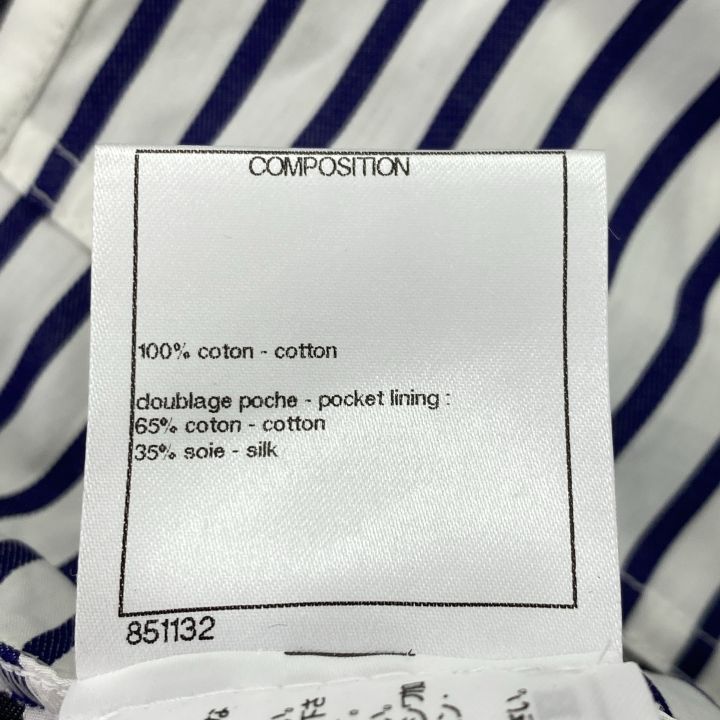 COMPOSITION
100% coton - cotton
doublage poche - pocket lining :
65% coton - cotton
35% soie - silk
851132